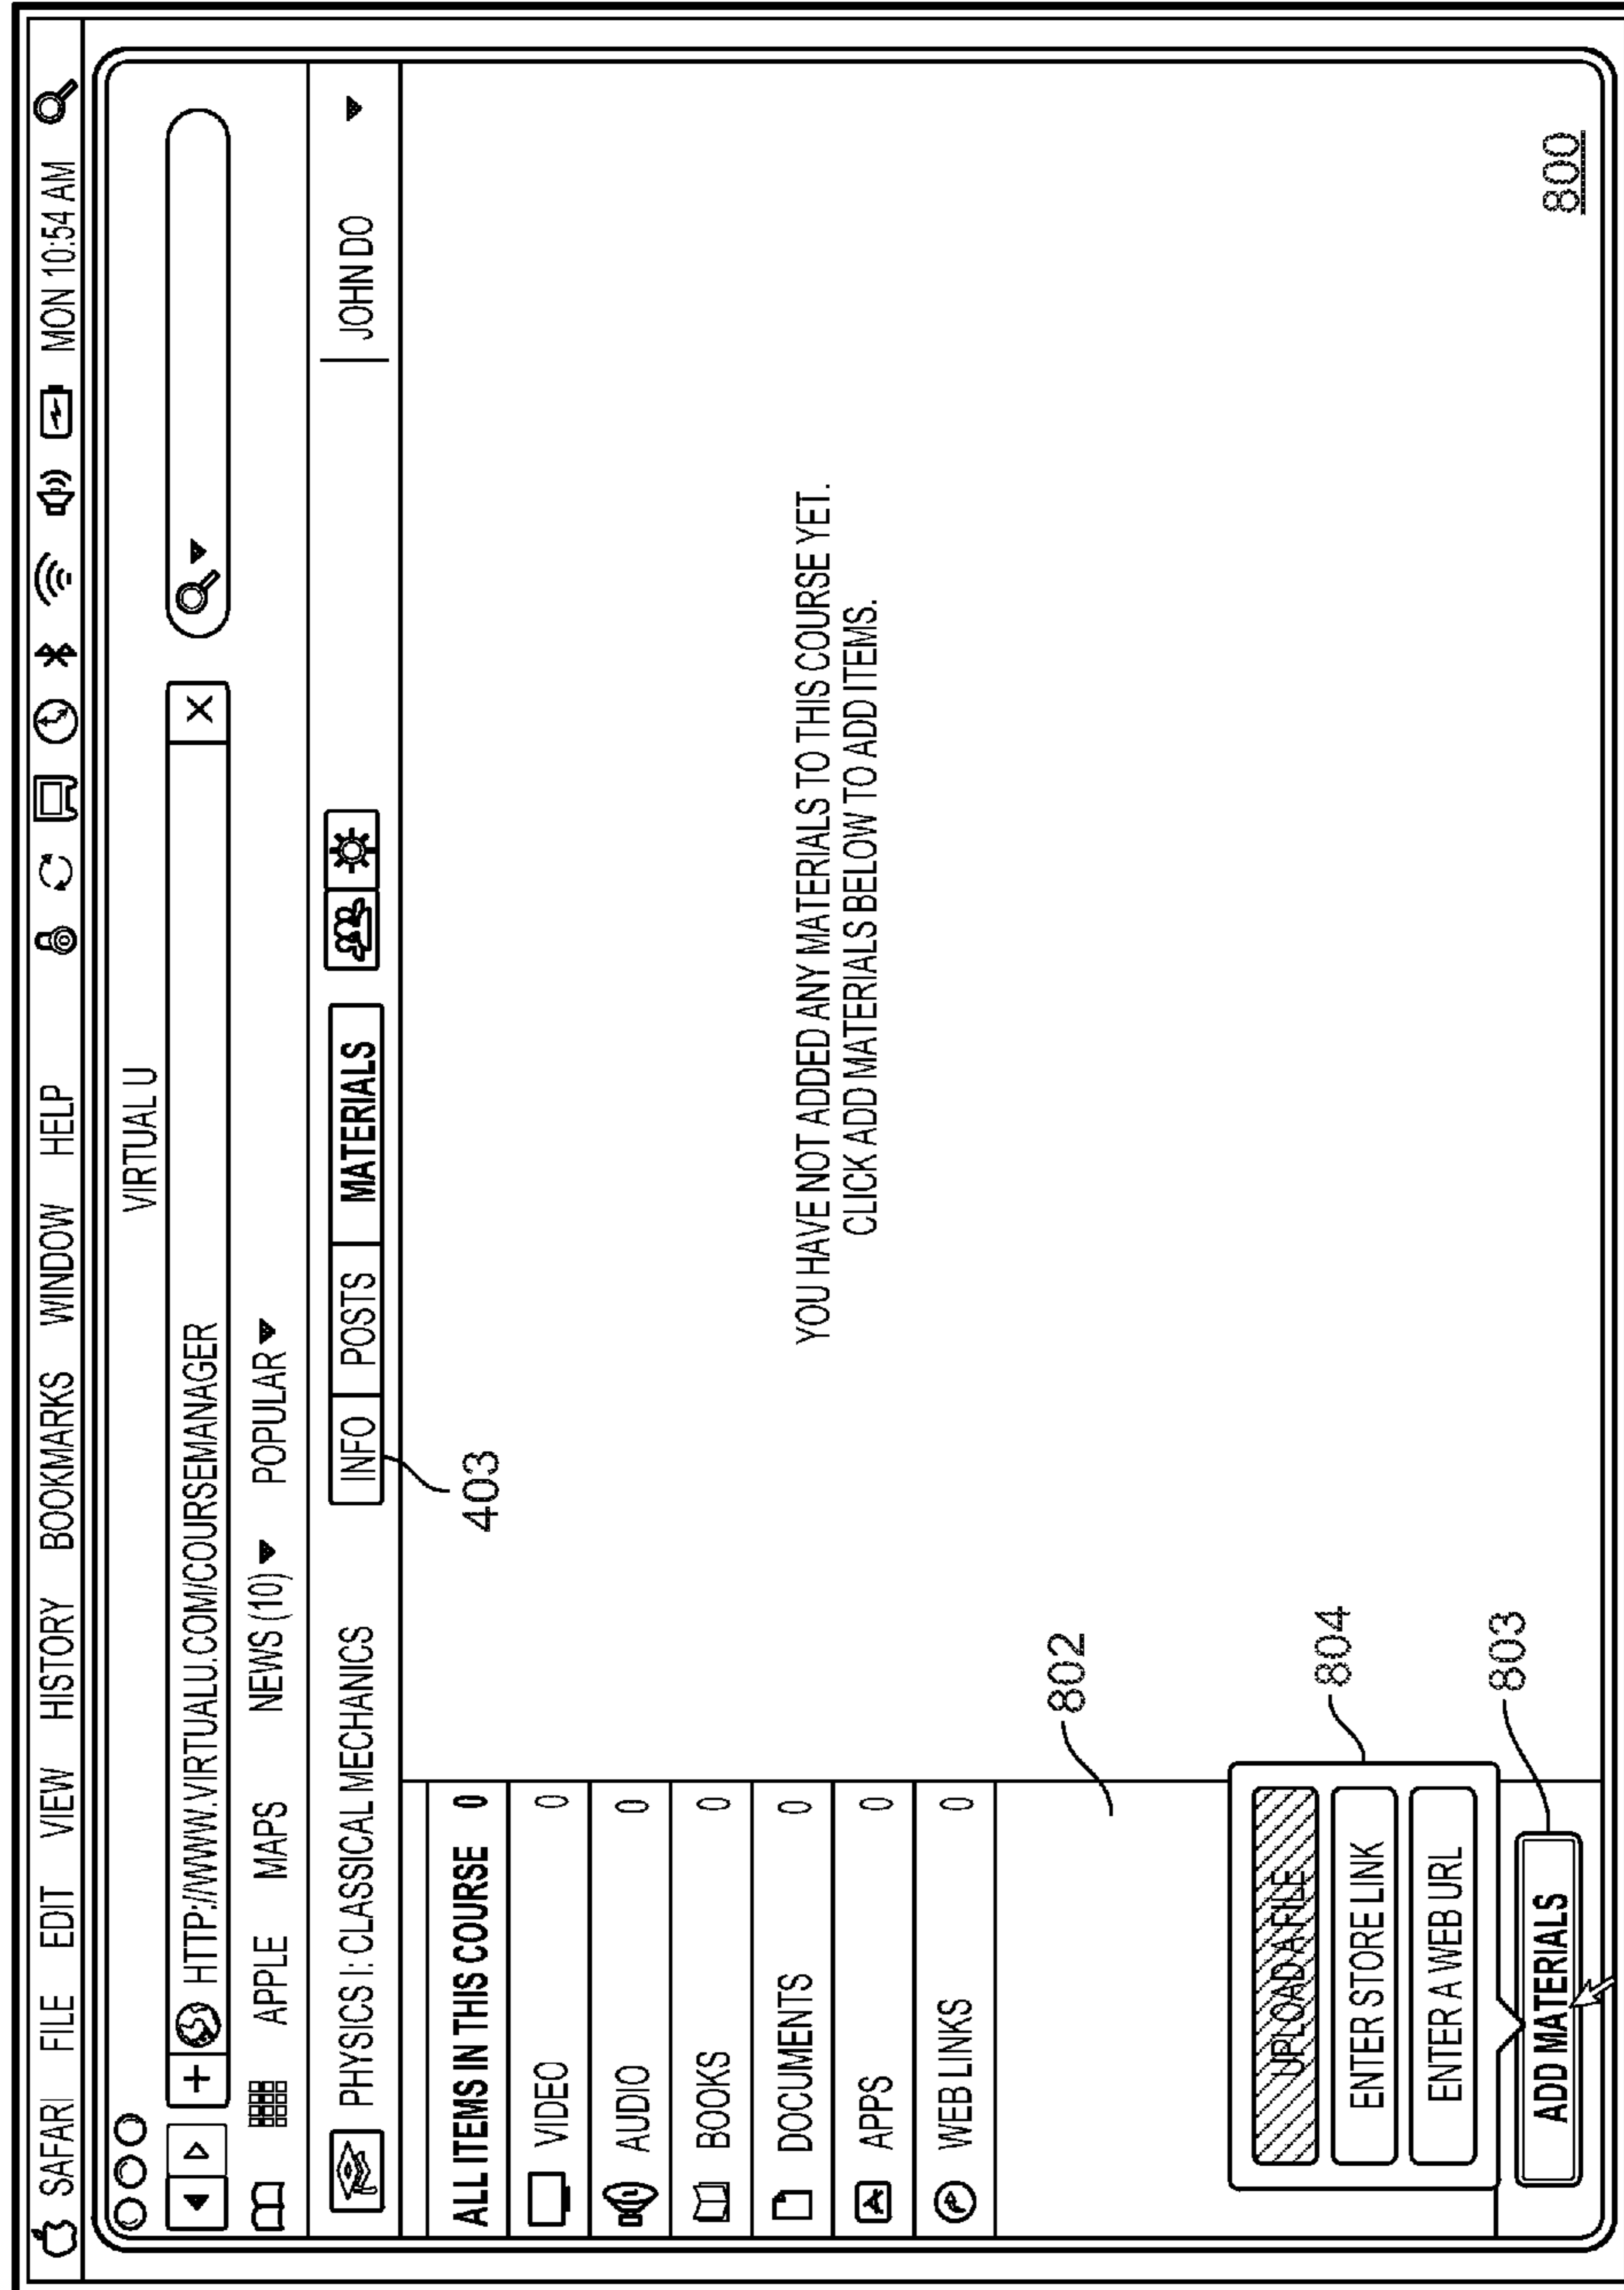 SAFARI FILE EDIT VIEW HISTORY BOOKMARKS WINDOW HELP MON 10:54 AM
VIRTUAL U
+ HTTP://WWW.VIRTUALU.COM/COURSEMANAGER X
APPLE MAPS NEWS (10) POPULAR
PHYSICS I: CLASSICAL MECHANICS INFO POSTS MATERIALS JOHN DO
403
ALL ITEMS IN THIS COURSE 0
VIDEO 0
AUDIO 0
BOOKS 0
DOCUMENTS 0
APPS 0
WEB LINKS 0
YOU HAVE NOT ADDED ANY MATERIALS TO THIS COURSE YET.
CLICK ADD MATERIALS BELOW TO ADD ITEMS.
802
UPLOAD A FILE
ENTER STORE LINK
ENTER A WEB URL
804
ADD MATERIALS
803
800